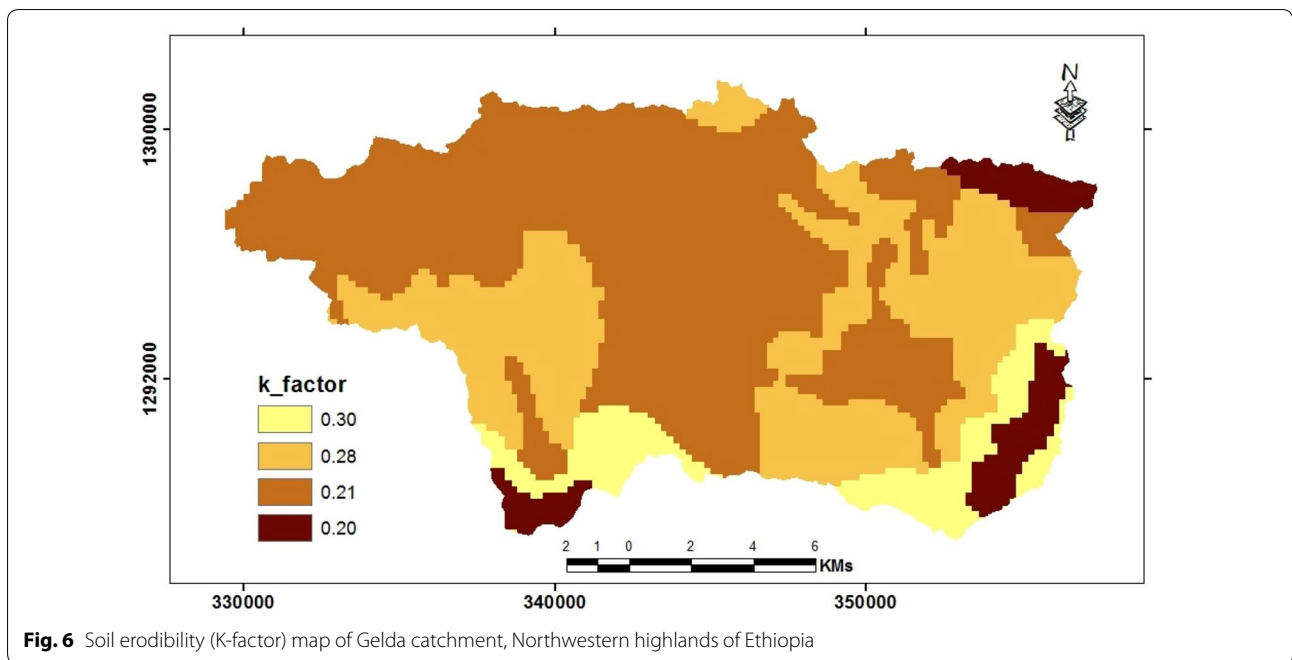 N
1300000
1292000
k_factor
0.30
0.28
0.21
0.20
2 1 0 2 4 6
KMs
330000 340000 350000
Fig. 6 Soil erodibility (K-factor) map of Gelda catchment, Northwestern highlands of Ethiopia